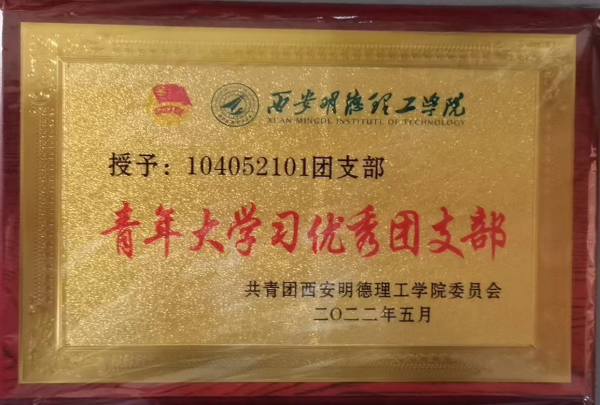 西安明德理工学院
XI'AN MINGDE INSTITUTE OF TECHNOLOGY
授予：104052101团支部
青年大学习优秀团支部
共青团西安明德理工学院委员会
二〇二二年五月